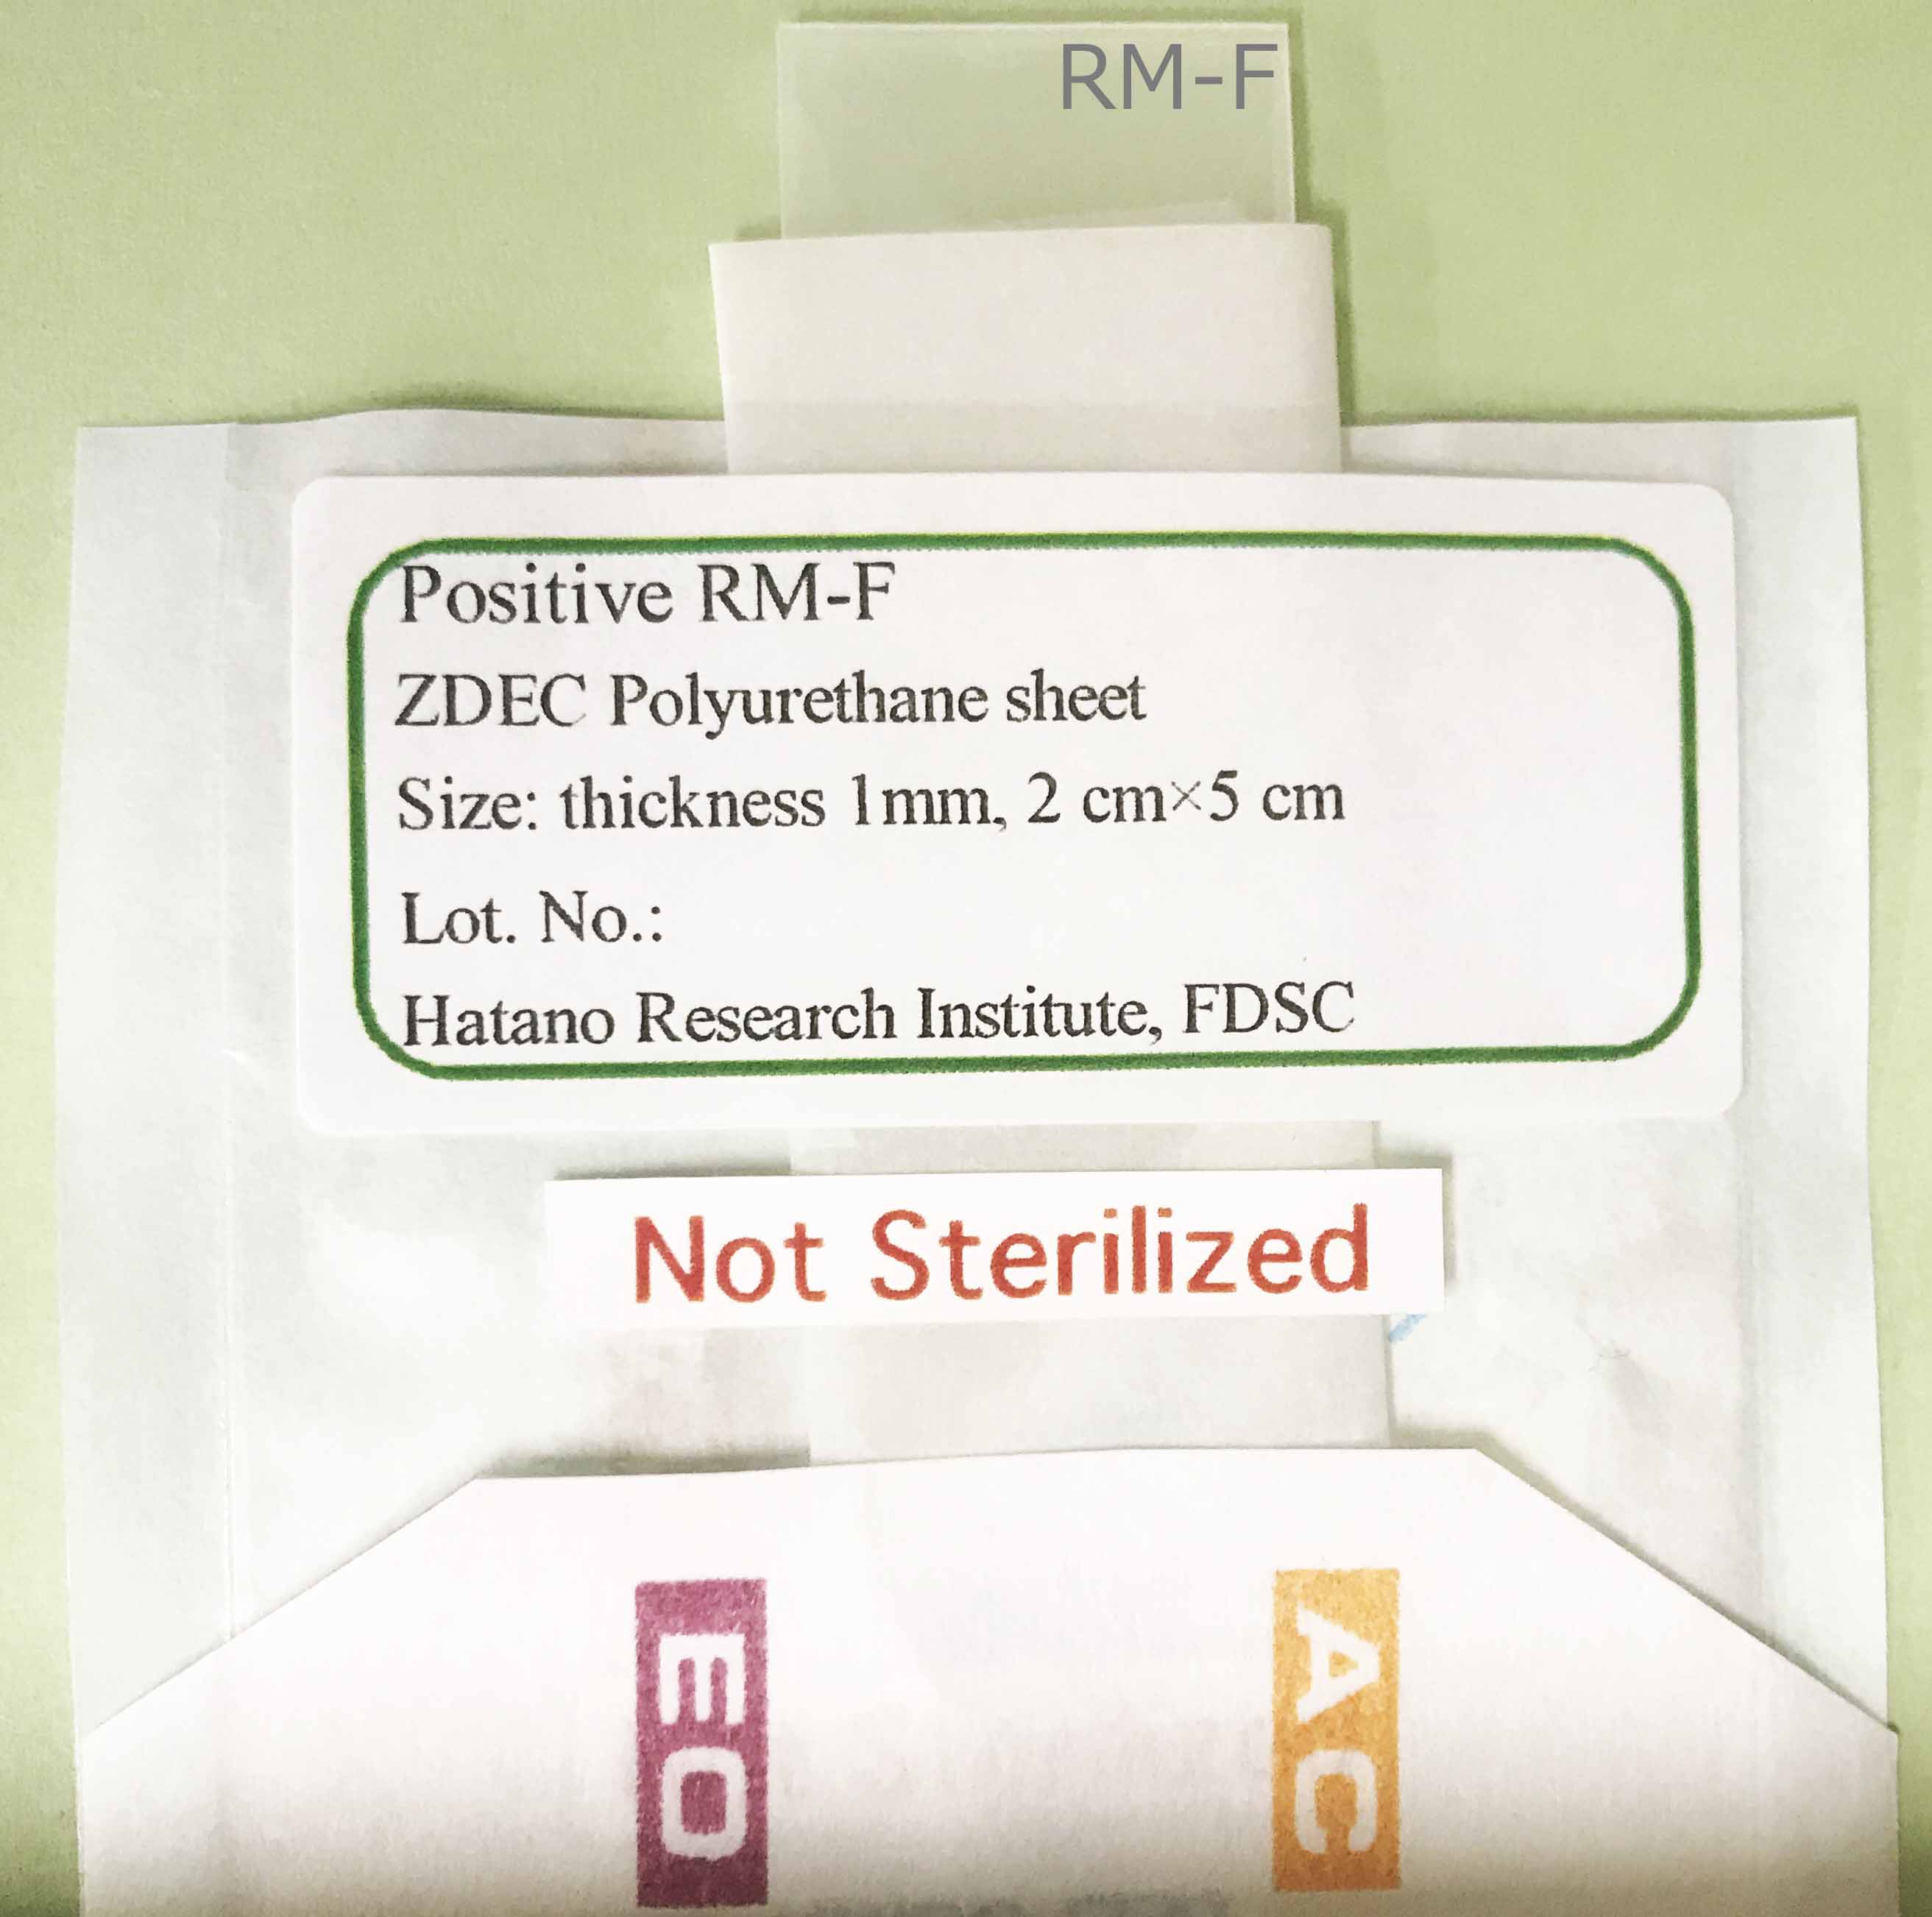 RM-F
Positive RM-F
ZDEC Polyurethane sheet
Size: thickness 1mm, 2 cm×5 cm
Lot. No.:
Hatano Research Institute, FDSC
Not Sterilized
EO
AC